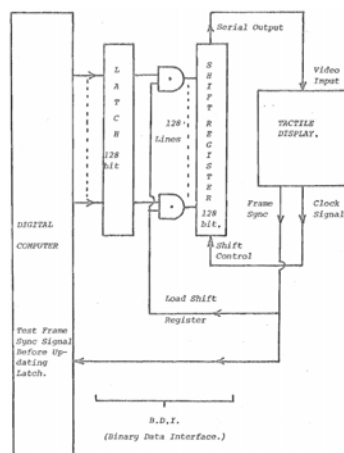 Serial Output
L
A
T
C
H
128
bit
128
Lines
S
H
I
F
T
R
E
G
I
S
T
E
R
128
bit.
Video
Input
TACTILE
DISPLAY.
Frame
Sync
Clock
Signal
Shift
Control
DIGITAL
COMPUTER
Load Shift
Register
Test Frame
Sync Signal
Before Up-
dating
Latch.
B.D.I.
(Binary Data Interface.)